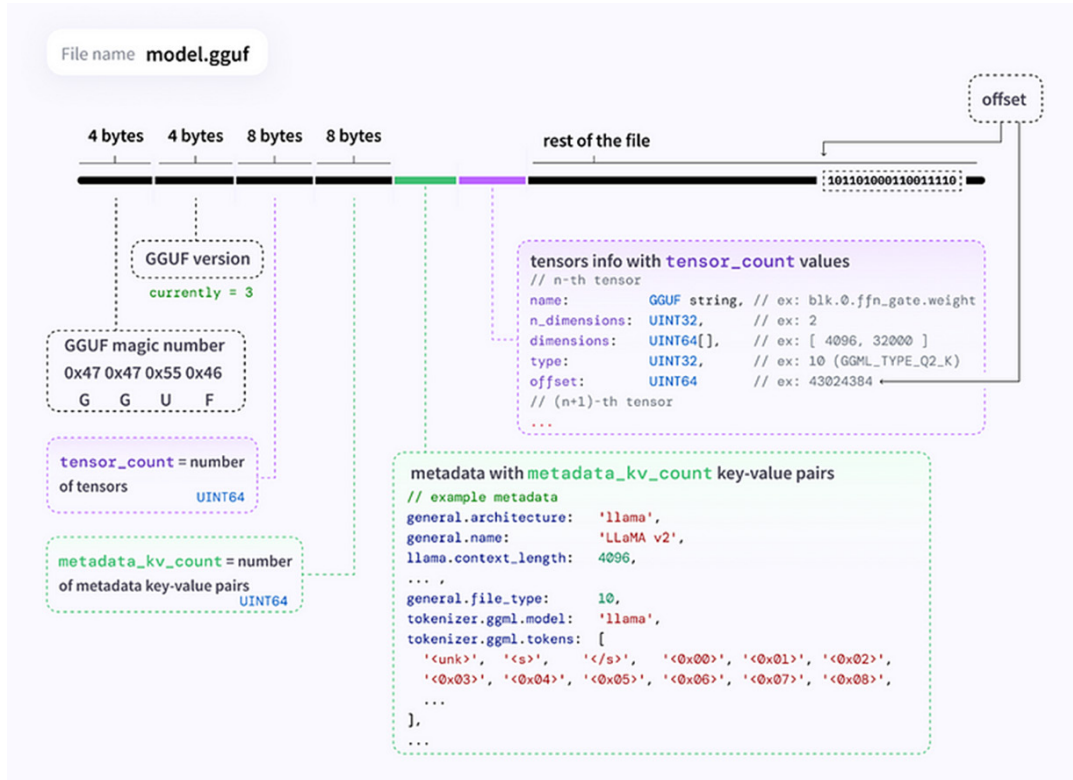 File name model.gguf
offset
4 bytes 4 bytes 8 bytes 8 bytes rest of the file
101101000110011110
GGUF version
currently = 3
GGUF magic number
0x47 0x47 0x55 0x46
G G U F
tensor_count = number
of tensors
UINT64
metadata_kv_count = number
of metadata key-value pairs
UINT64
tensors info with tensor_count values
// n-th tensor
name: GGUF string, // ex: blk.0.ffn_gate.weight
n_dimensions: UINT32, // ex: 2
dimensions: UINT64[], // ex: [ 4096, 32000 ]
type: UINT32, // ex: 10 (GGML_TYPE_Q2_K)
offset: UINT64 // ex: 43024384
// (n+1)-th tensor
...
metadata with metadata_kv_count key-value pairs
// example metadata
general.architecture: 'llama',
general.name: 'LLaMA v2',
llama.context_length: 4096,
... ,
general.file_type: 10,
tokenizer.ggml.model: 'llama',
tokenizer.ggml.tokens: [
'<unk>', '<s>', '</s>', '<0x00>', '<0x01>', '<0x02>',
'<0x03>', '<0x04>', '<0x05>', '<0x06>', '<0x07>', '<0x08>',
...
],
...